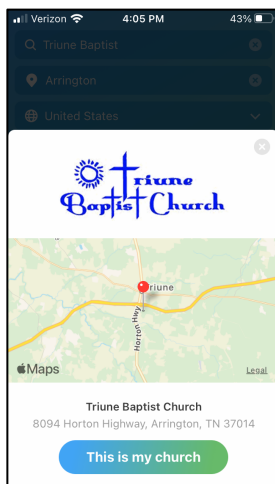 Verizon 4:05 PM 43%
Triune Baptist
Arrington
United States
Triune
Baptist Church
Triune
Horton Hwy
Maps
Legal
Triune Baptist Church
8094 Horton Highway, Arrington, TN 37014
This is my church